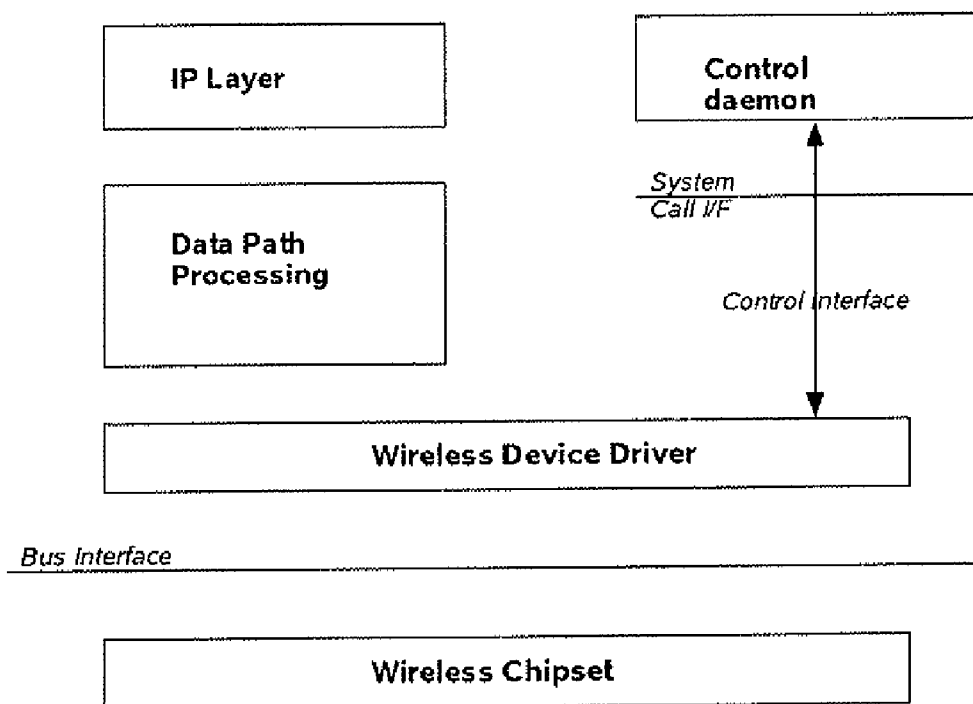 IP Layer
Control
daemon
System
Call I/F
Data Path
Processing
Control Interface
Wireless Device Driver
Bus Interface
Wireless Chipset